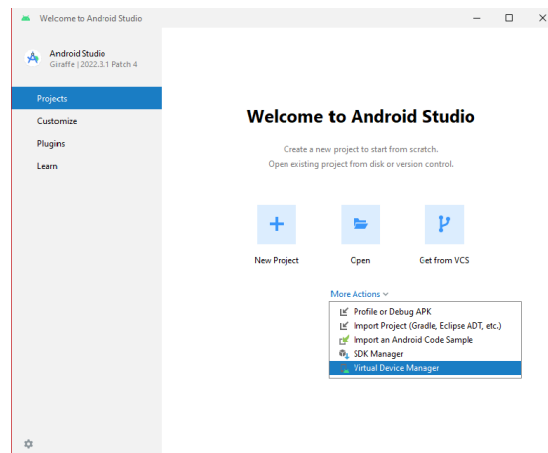 Welcome to Android Studio
Android Studio
Giraffe | 2022.3.1 Patch 4
Projects
Customize
Plugins
Learn
Welcome to Android Studio
Create a new project to start from scratch.
Open existing project from disk or version control.
New Project
Open
Get from VCS
More Actions
Profile or Debug APK
Import Project (Gradle, Eclipse ADT, etc.)
Import an Android Code Sample
SDK Manager
Virtual Device Manager